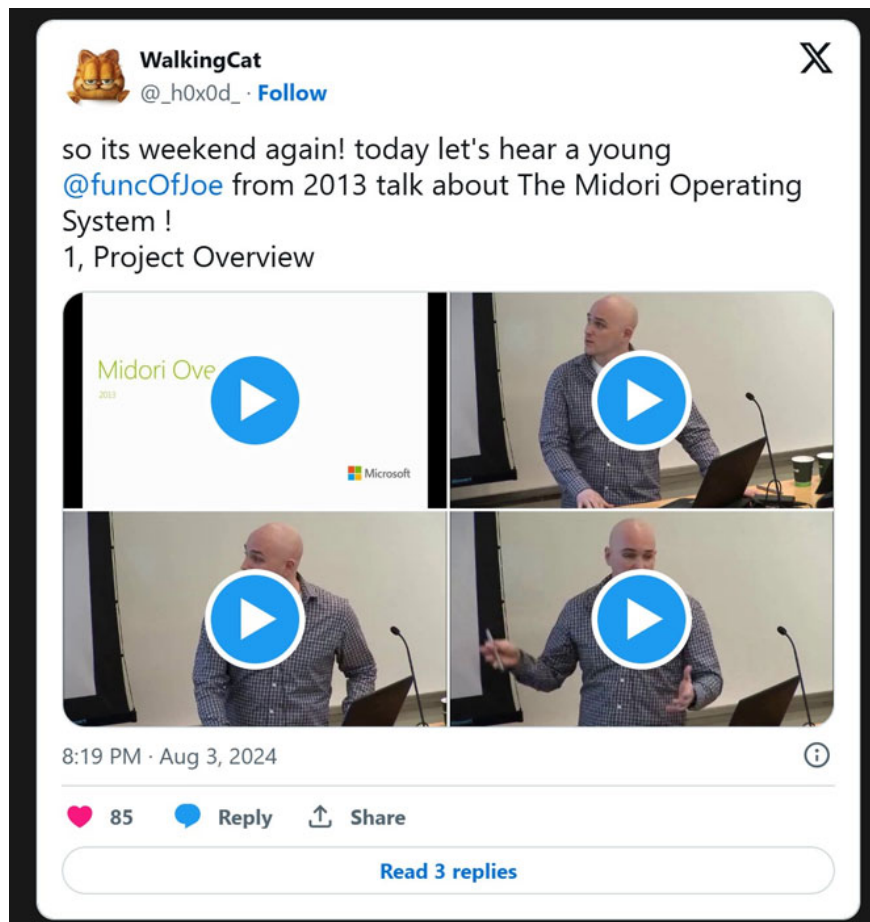 WalkingCat
@_h0x0d_ · Follow
so its weekend again! today let's hear a young
@funcOfJoe from 2013 talk about The Midori Operating
System !
1, Project Overview
Midori Ove
2013
Microsoft
8:19 PM · Aug 3, 2024
85 Reply Share
Read 3 replies